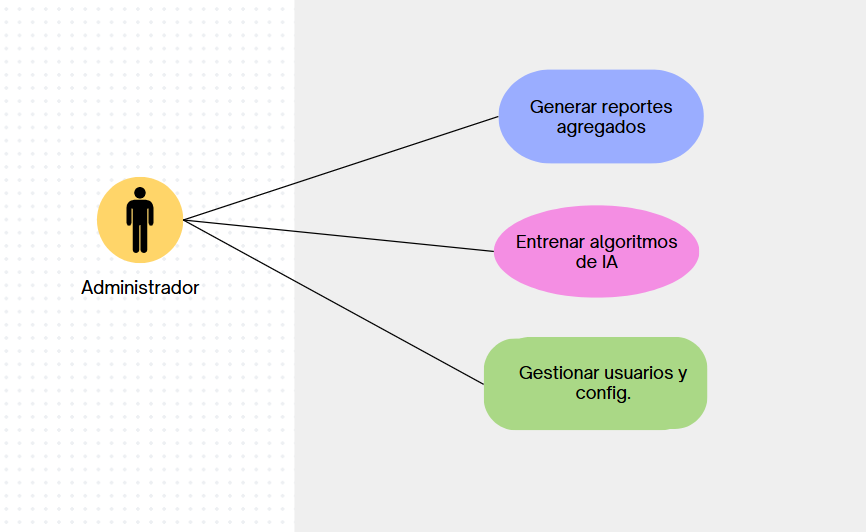 Generar reportes
agregados
Administrador
Entrenar algoritmos
de IA
Gestionar usuarios y
config.